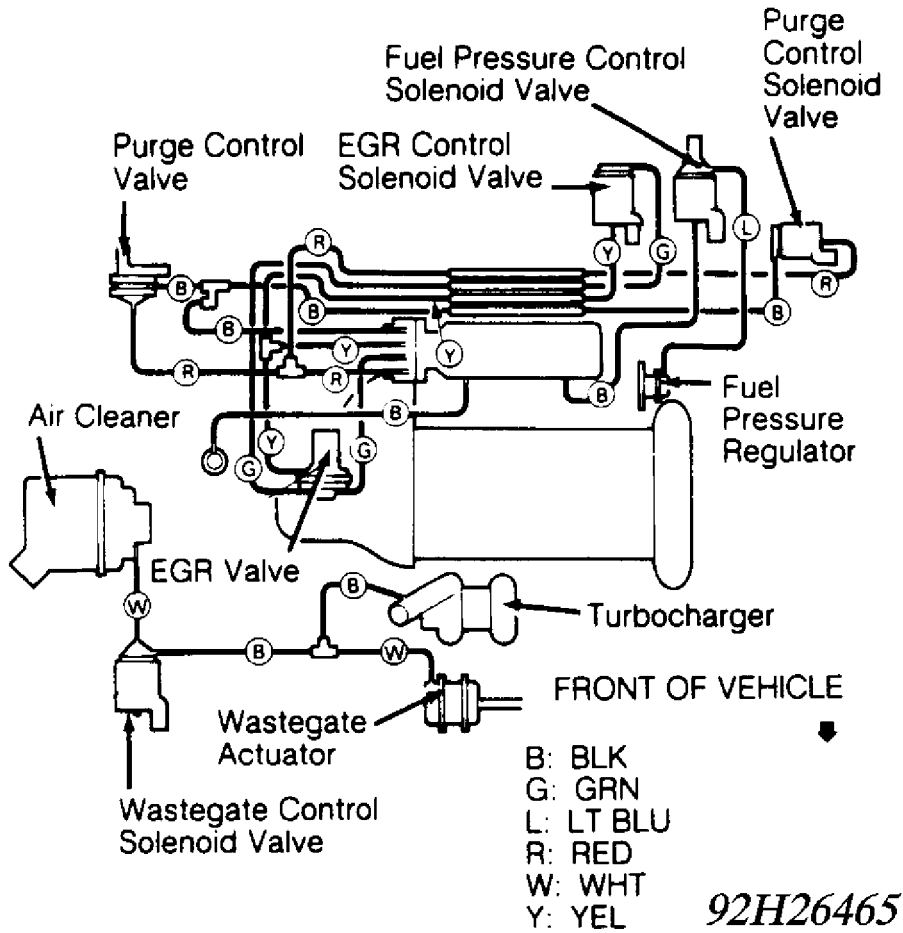 Purge
Control
Solenoid
Valve
Fuel Pressure Control
Solenoid Valve
Purge Control
Valve
EGR Control
Solenoid Valve
L
R
Y
G
B
R
B
B
B
Y
Y
R
R
B
B
Fuel
Pressure
Regulator
Air Cleaner
Y
G
G
EGR Valve
B
W
Turbocharger
B
W
FRONT OF VEHICLE
Wastegate
Actuator
Wastegate Control
Solenoid Valve
B: BLK
G: GRN
L: LT BLU
R: RED
W: WHT
Y: YEL
92H26465